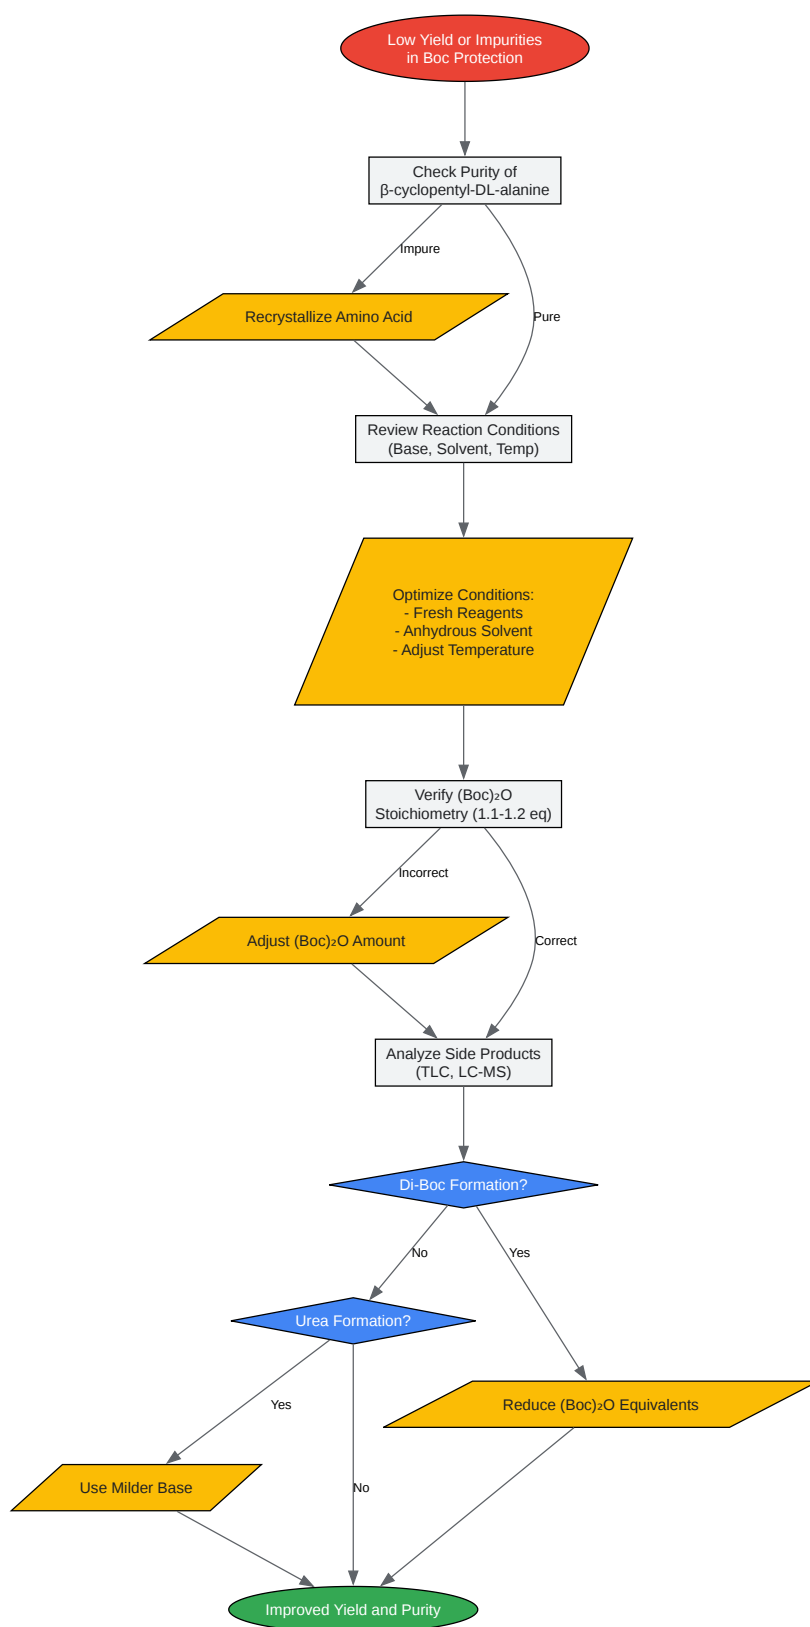 Low Yield or Impurities
in Boc Protection
Check Purity of
β-cyclopentyl-DL-alanine
Impure
Recrystallize Amino Acid
Pure
Review Reaction Conditions
(Base, Solvent, Temp)
Optimize Conditions:
- Fresh Reagents
- Anhydrous Solvent
- Adjust Temperature
Verify (Boc)₂O
Stoichiometry (1.1-1.2 eq)
Incorrect
Adjust (Boc)₂O Amount
Correct
Analyze Side Products
(TLC, LC-MS)
Di-Boc Formation?
No
Yes
Urea Formation?
Reduce (Boc)₂O Equivalents
Yes
Use Milder Base
No
Improved Yield and Purity